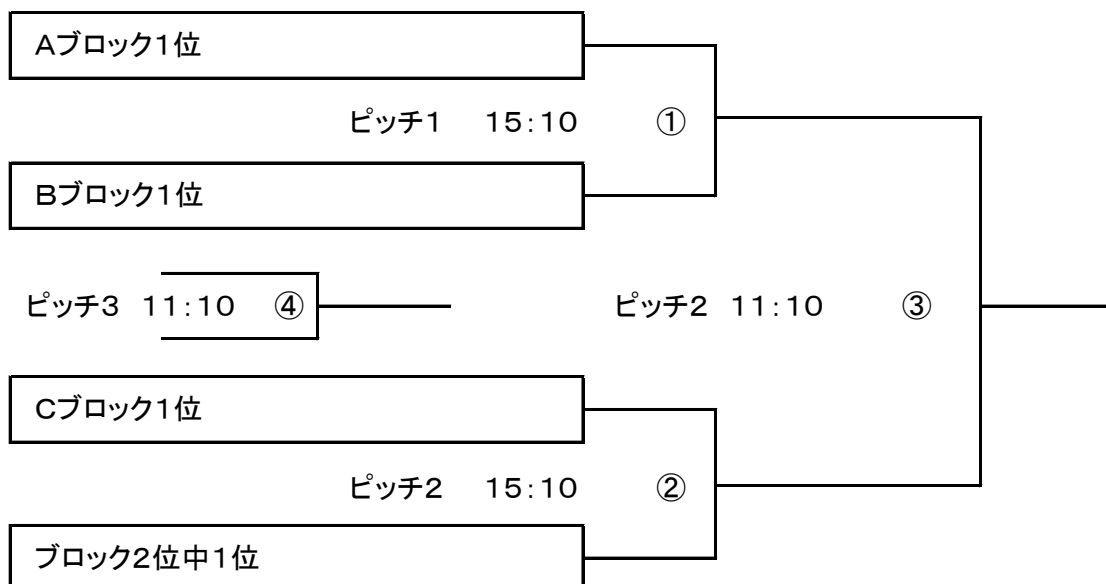 Aブロック1位
ピッチ1 15:10 ①
Bブロック1位
ピッチ3 11:10 ④
ピッチ2 11:10 ③
Cブロック1位
ピッチ2 15:10 ②
ブロック2位中1位